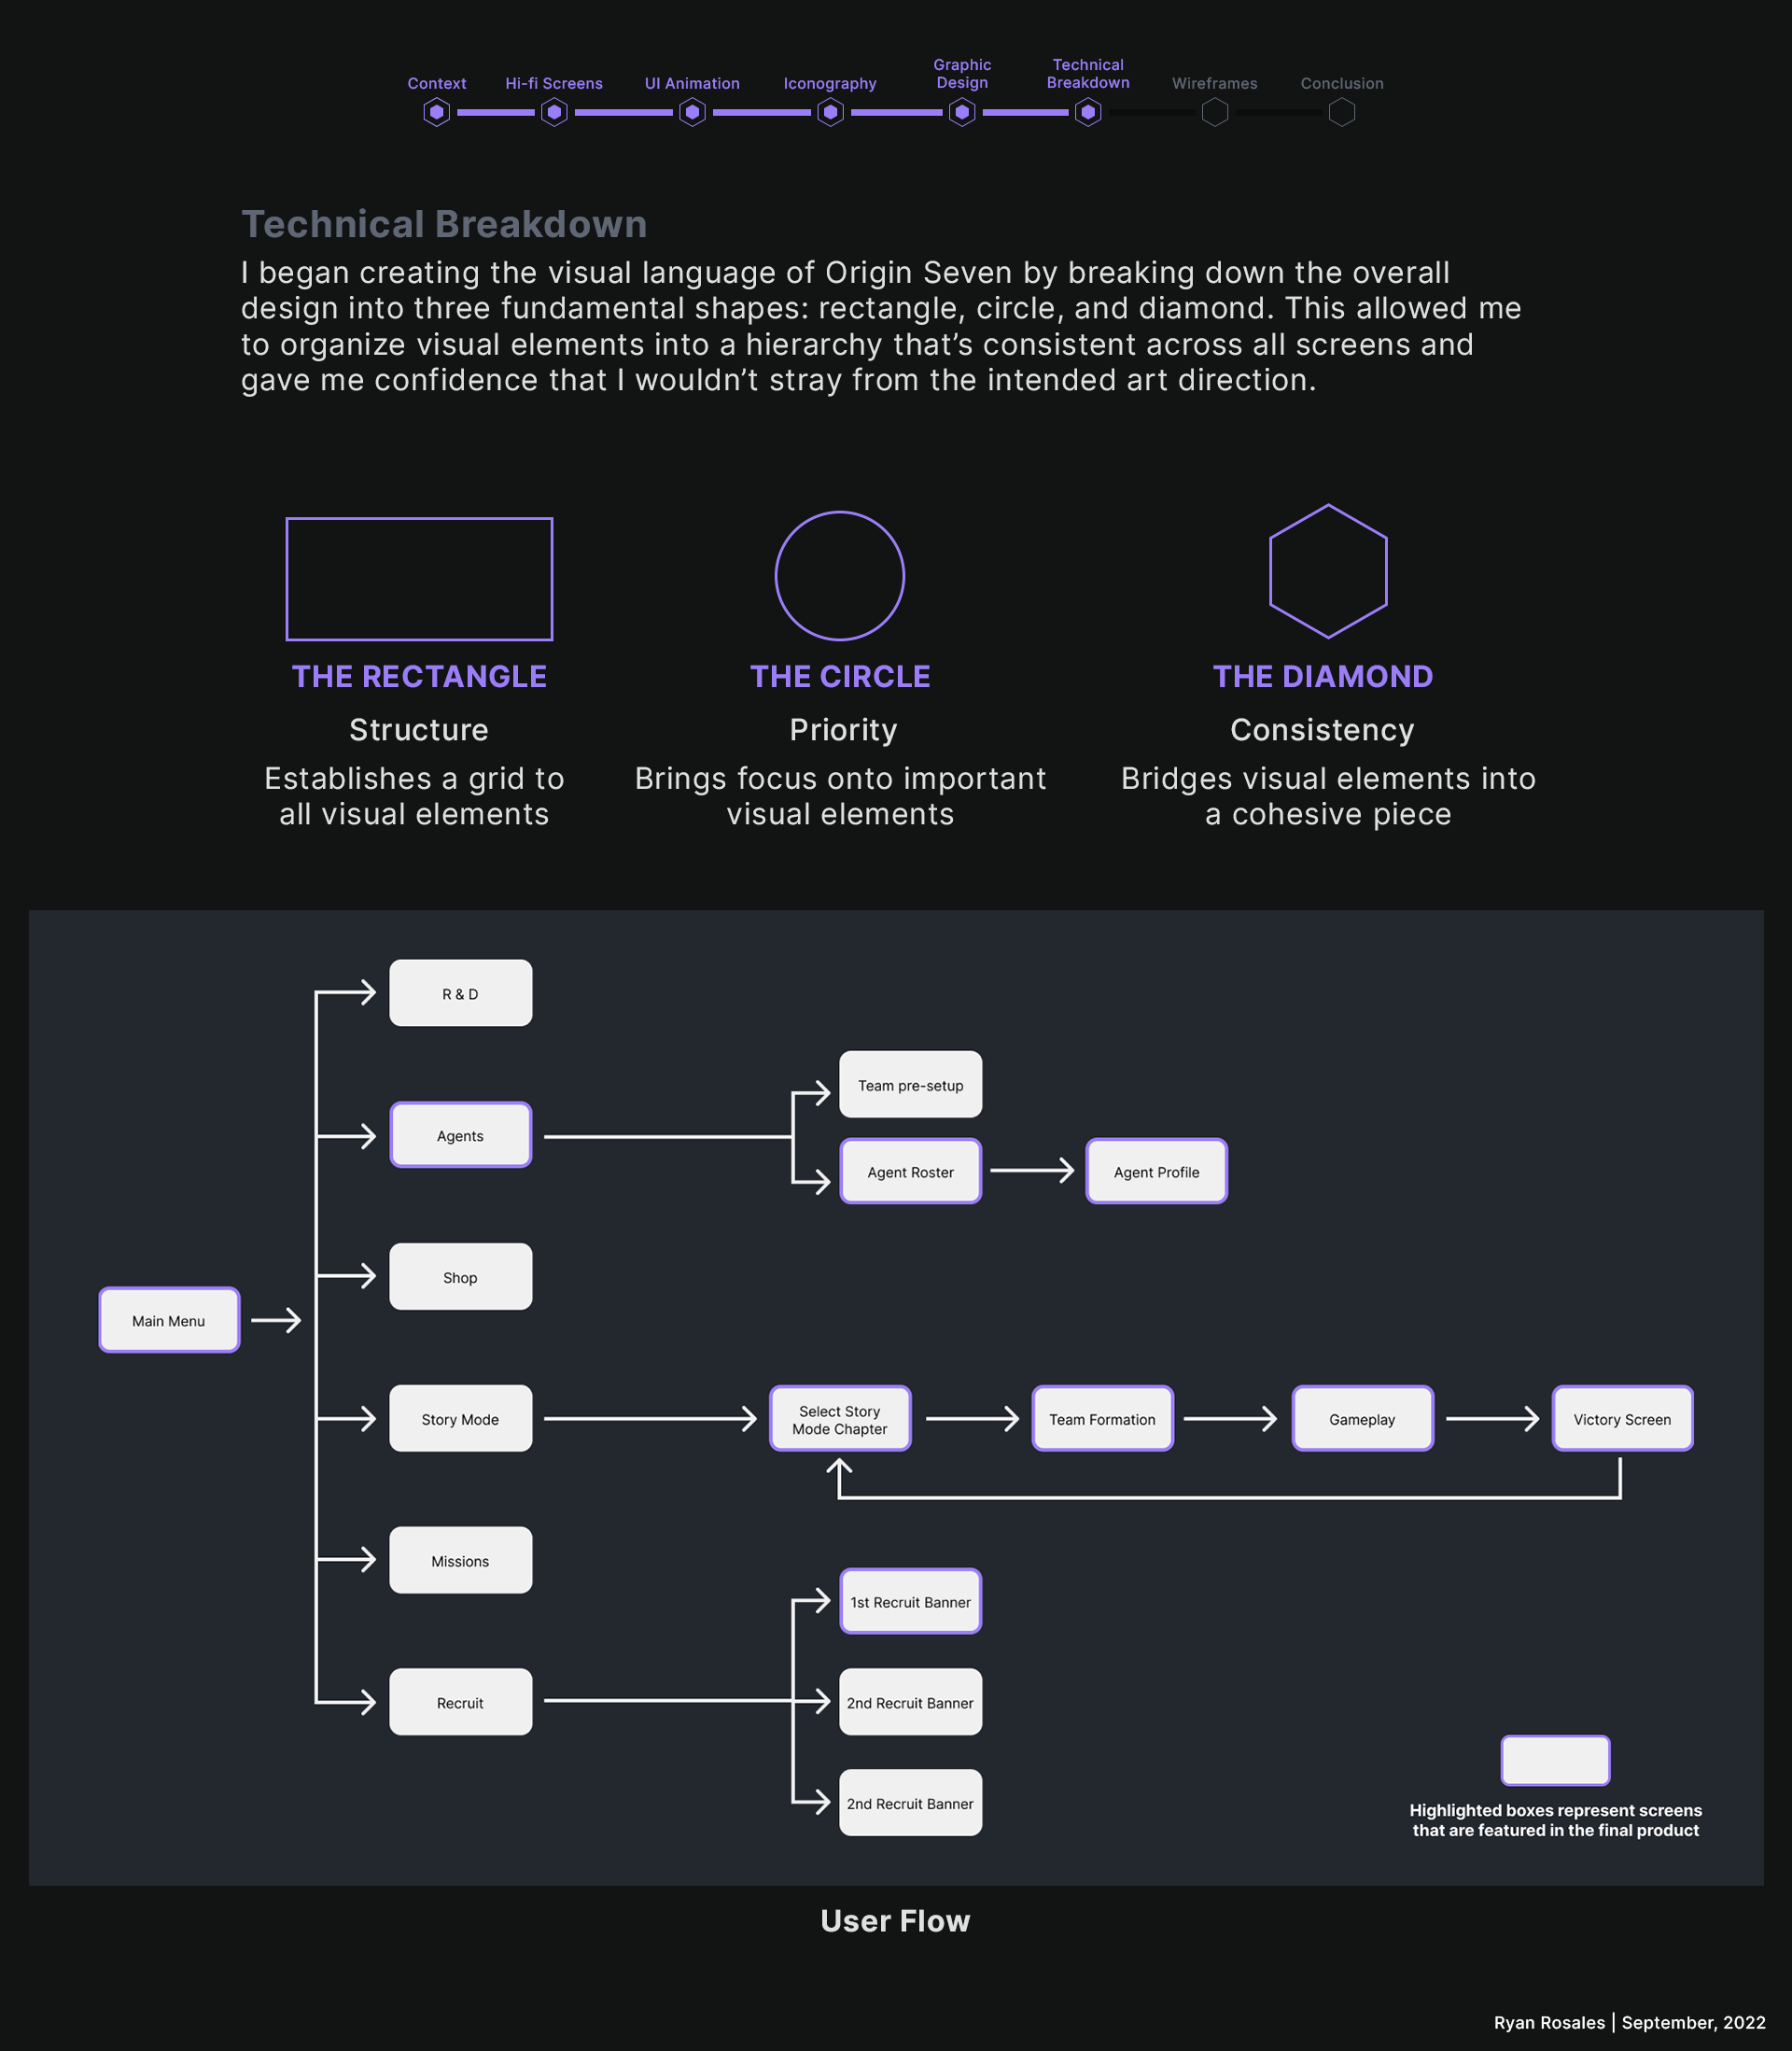 Context
Hi-fi Screens
UI Animation
Iconography
Graphic
Design
Technical
Breakdown
Wireframes
Conclusion
Technical Breakdown
I began creating the visual language of Origin Seven by breaking down the overall
design into three fundamental shapes: rectangle, circle, and diamond. This allowed me
to organize visual elements into a hierarchy that’s consistent across all screens and
gave me confidence that I wouldn’t stray from the intended art direction.
THE RECTANGLE
Structure
Establishes a grid to
all visual elements
THE CIRCLE
Priority
Brings focus onto important
visual elements
THE DIAMOND
Consistency
Bridges visual elements into
a cohesive piece
Main Menu
R & D
Agents
Team pre-setup
Agent Roster
Agent Profile
Shop
Story Mode
Select Story
Mode Chapter
Team Formation
Gameplay
Victory Screen
Missions
Recruit
1st Recruit Banner
2nd Recruit Banner
2nd Recruit Banner
Highlighted boxes represent screens
that are featured in the final product
User Flow
Ryan Rosales | September, 2022